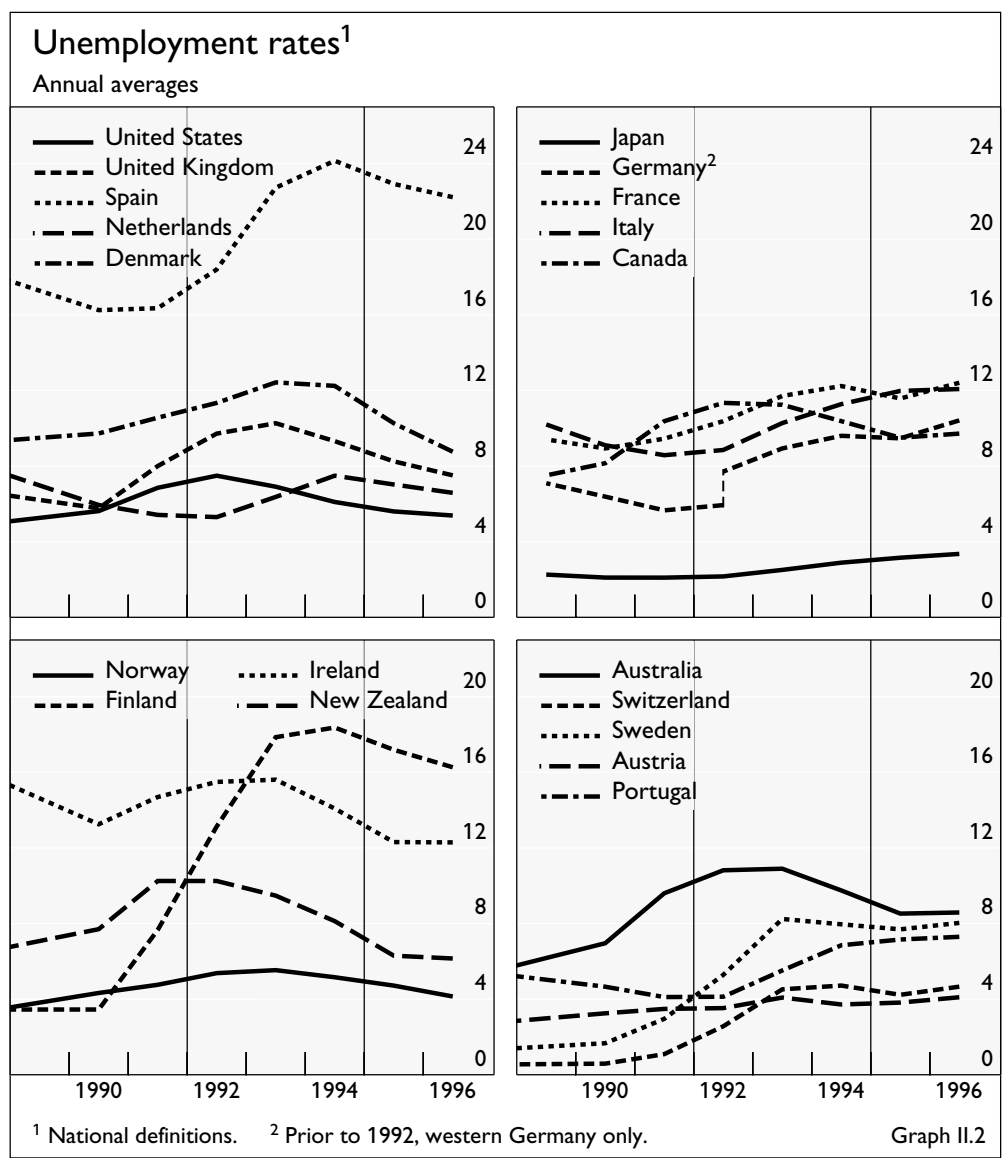 Unemployment rates¹
Annual averages
United States
United Kingdom
Spain
Netherlands
Denmark
24
20
16
12
8
4
0
Japan
Germany²
France
Italy
Canada
24
20
16
12
8
4
0
Norway Ireland
Finland New Zealand
20
16
12
8
4
0
1990 1992 1994 1996
Australia
Switzerland
Sweden
Austria
Portugal
20
16
12
8
4
0
1990 1992 1994 1996
¹ National definitions. ² Prior to 1992, western Germany only. Graph II.2